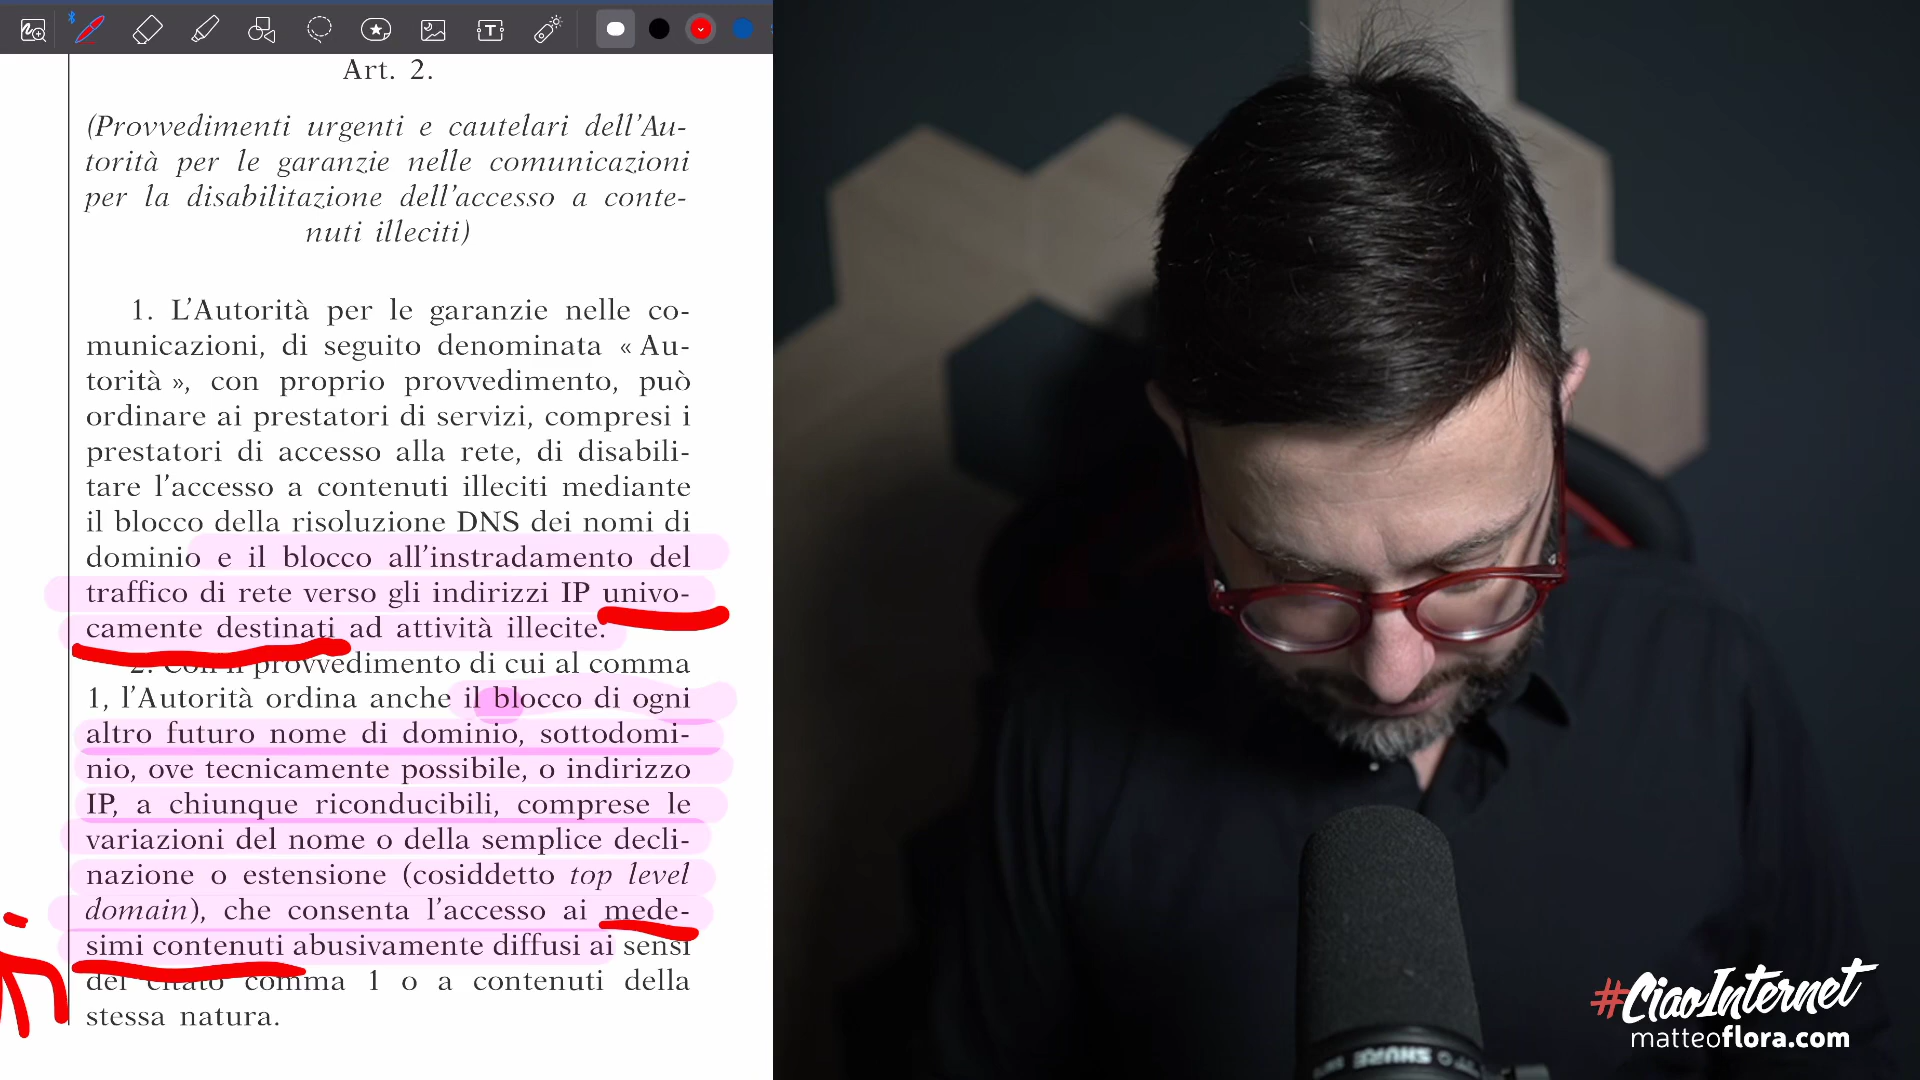 Art. 2.
(Provvedimenti urgenti e cautelari dell'Au-
torità per le garanzie nelle comunicazioni
per la disabilitazione dell'accesso a conte-
nuti illeciti)
1. L'Autorità per le garanzie nelle co-
municazioni, di seguito denominata « Au-
torità », con proprio provvedimento, può
ordinare ai prestatori di servizi, compresi i
prestatori di accesso alla rete, di disabili-
tare l'accesso a contenuti illeciti mediante
il blocco della risoluzione DNS dei nomi di
dominio e il blocco all'instradamento del
traffico di rete verso gli indirizzi IP univo-
camente destinati ad attività illecite.
2. Con il provvedimento di cui al comma
1, l'Autorità ordina anche il blocco di ogni
altro futuro nome di dominio, sottodomi-
nio, ove tecnicamente possibile, o indirizzo
IP, a chiunque riconducibili, comprese le
variazioni del nome o della semplice decli-
nazione o estensione (cosiddetto top level
domain), che consenta l'accesso ai mede-
simi contenuti abusivamente diffusi ai sensi
del citato comma 1 o a contenuti della
stessa natura.
SHURE
#CiaoInternet
matteoflora.com